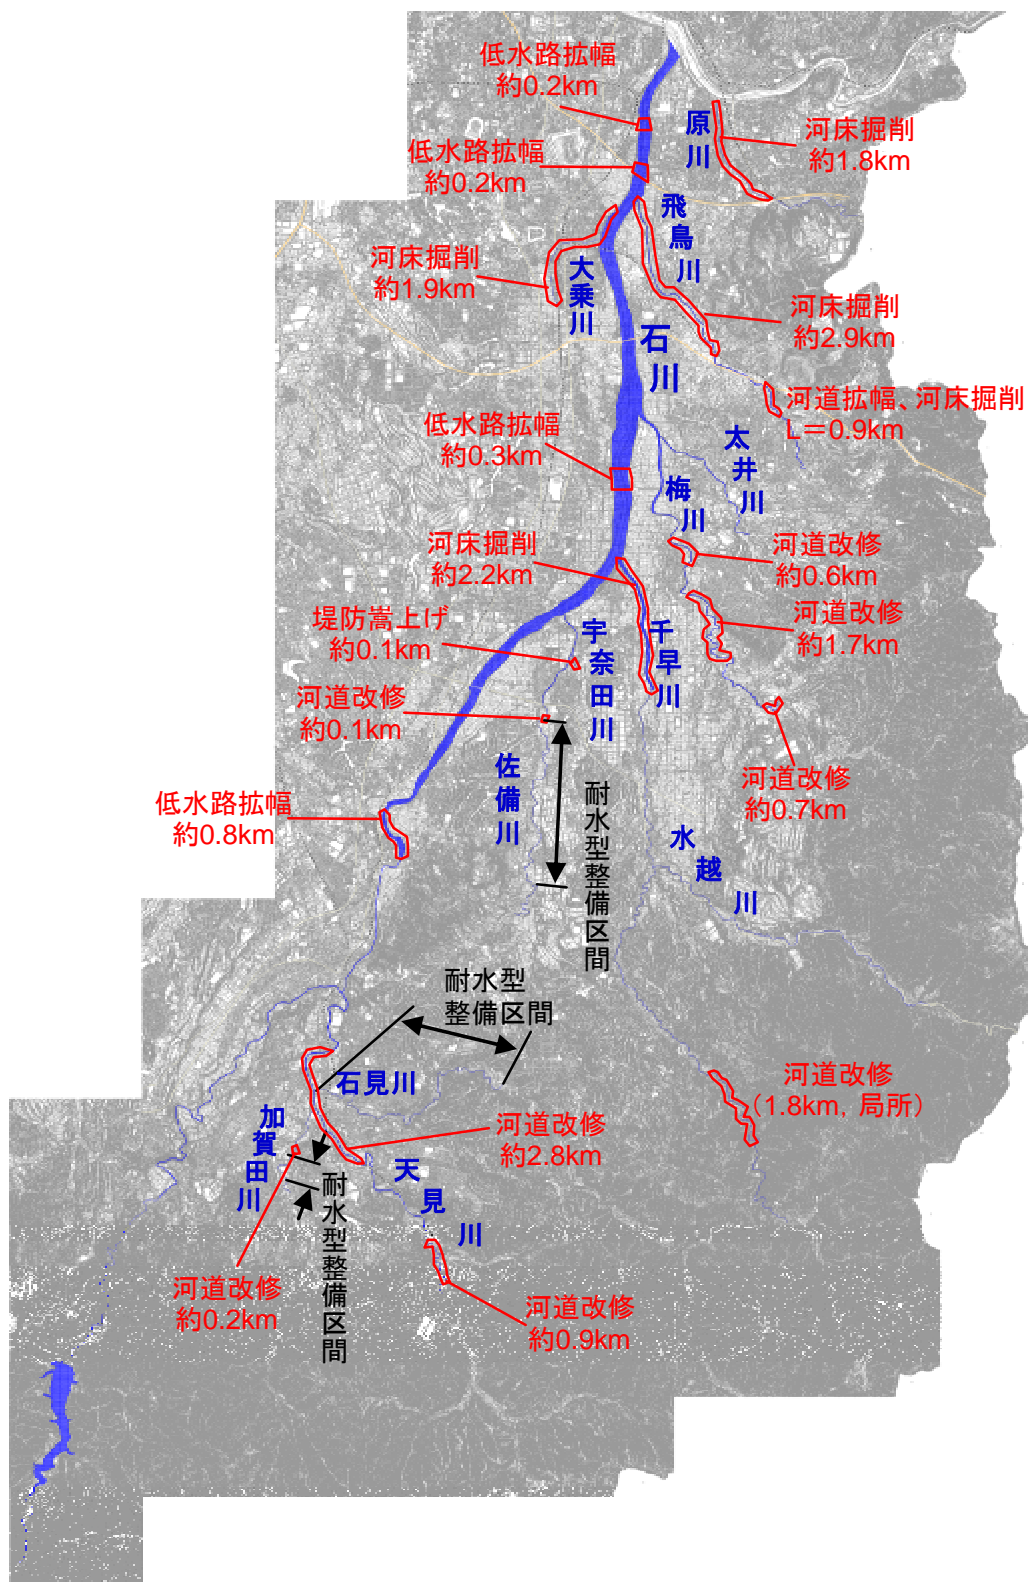 低水路拡幅
約0.2km
原川
河床掘削
約1.8km
低水路拡幅
約0.2km
飛鳥川
河床掘削
約1.9km
大乗川
河床掘削
約2.9km
石川
河道拡幅、河床掘削
L＝0.9km
低水路拡幅
約0.3km
太井川
梅川
河床掘削
約2.2km
河道改修
約0.6km
堤防嵩上げ
約0.1km
宇奈田川
千早川
河道改修
約1.7km
河道改修
約0.1km
佐備川
河道改修
約0.7km
低水路拡幅
約0.8km
耐水型整備区間
水越川
耐水型
整備区間
石見川
河道改修
（1.8km, 局所）
加賀田川
河道改修
約2.8km
天見川
耐水型整備区間
河道改修
約0.2km
河道改修
約0.9km